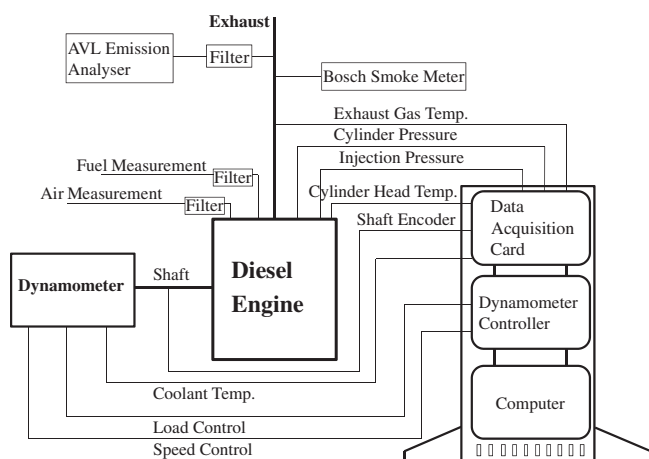 Exhaust
AVL Emission
Analyser
Filter
Bosch Smoke Meter
Exhaust Gas Temp.
Cylinder Pressure
Injection Pressure
Fuel Measurement
Filter
Air Measurement
Filter
Cylinder Head Temp.
Shaft Encoder
Data
Acquisition
Card
Shaft
Dynamometer
Diesel
Engine
Dynamometer
Controller
Coolant Temp.
Computer
Load Control
Speed Control